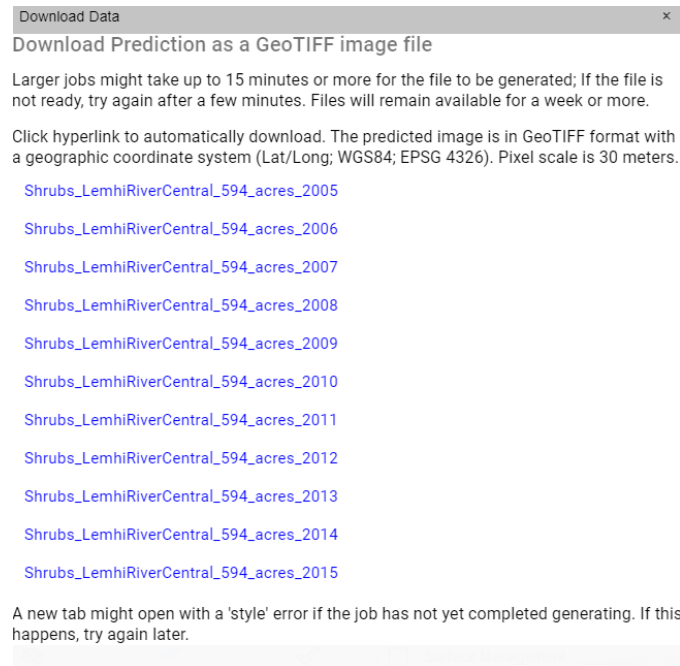 Download Data ×
Download Prediction as a GeoTIFF image file
Larger jobs might take up to 15 minutes or more for the file to be generated; If the file is
not ready, try again after a few minutes. Files will remain available for a week or more.
Click hyperlink to automatically download. The predicted image is in GeoTIFF format with
a geographic coordinate system (Lat/Long; WGS84; EPSG 4326). Pixel scale is 30 meters.
Shrubs_LemhiRiverCentral_594_acres_2005
Shrubs_LemhiRiverCentral_594_acres_2006
Shrubs_LemhiRiverCentral_594_acres_2007
Shrubs_LemhiRiverCentral_594_acres_2008
Shrubs_LemhiRiverCentral_594_acres_2009
Shrubs_LemhiRiverCentral_594_acres_2010
Shrubs_LemhiRiverCentral_594_acres_2011
Shrubs_LemhiRiverCentral_594_acres_2012
Shrubs_LemhiRiverCentral_594_acres_2013
Shrubs_LemhiRiverCentral_594_acres_2014
Shrubs_LemhiRiverCentral_594_acres_2015
A new tab might open with a 'style' error if the job has not yet completed generating. If this
happens, try again later.